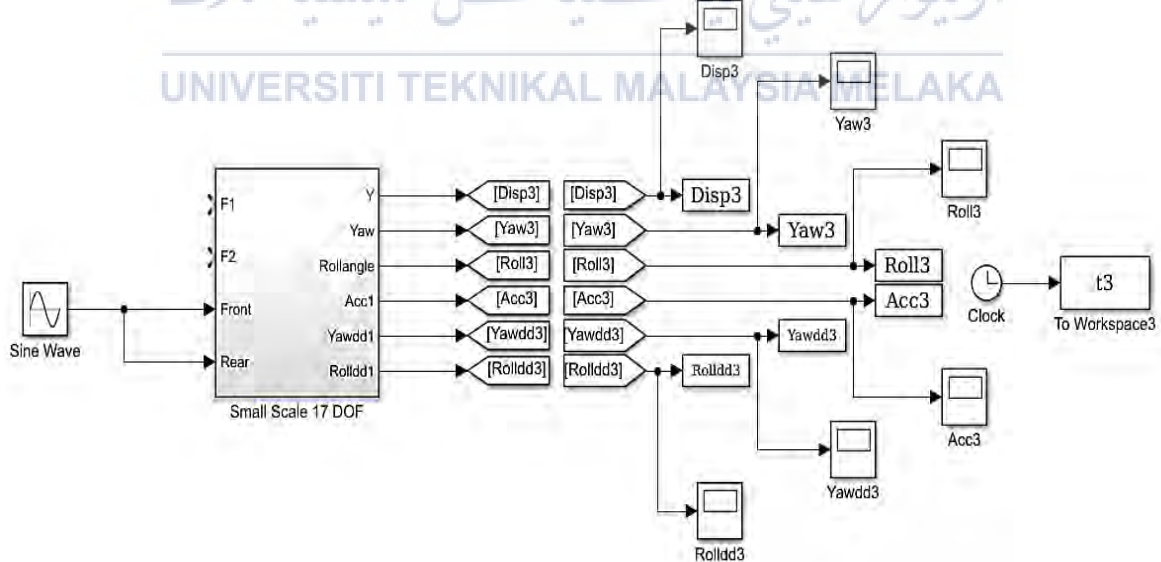 UNIVERSITI TEKNIKAL MALAYSIA MELAKA
Disp3
Yaw3
Roll3
F1
F2
Front
Rear
Y
Yaw
Rollangle
Acc1
Yawdd1
Rolldd1
Small Scale 17 DOF
Sine Wave
[Disp3]
[Yaw3]
[Roll3]
[Acc3]
[Yawdd3]
[Rolldd3]
[Disp3]
[Yaw3]
[Roll3]
[Acc3]
[Yawdd3]
[Rolldd3]
Disp3
Yaw3
Roll3
Acc3
Yawdd3
Rolldd3
Clock
t3
To Workspace3
Acc3
Yawdd3
Rolldd3